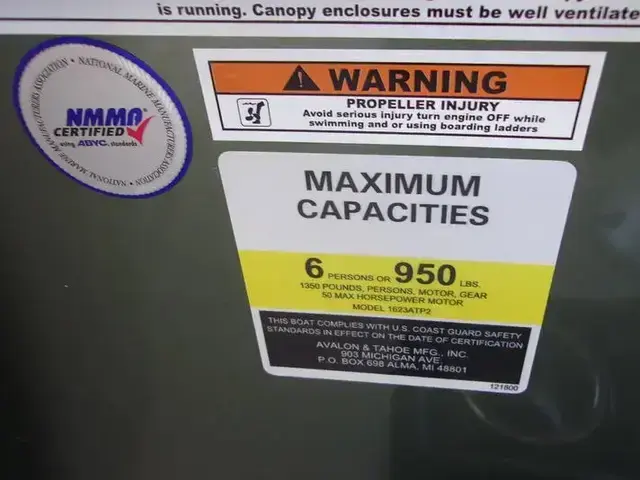 is running. Canopy enclosures must be well ventilate
NATIONAL MARINE MANUFACTURERS ASSOCIATION • NATIONAL MARINE MANUFACTURERS ASSOCIATION •
NMMA
CERTIFIED
using ABYC. standards
WARNING
PROPELLER INJURY
Avoid serious injury turn engine OFF while
swimming and or using boarding ladders
MAXIMUM
CAPACITIES
6 PERSONS OR 950 LBS.
1350 POUNDS, PERSONS, MOTOR, GEAR
50 MAX HORSEPOWER MOTOR
MODEL 1623ATP2
THIS BOAT COMPLIES WITH U.S. COAST GUARD SAFETY
STANDARDS IN EFFECT ON THE DATE OF CERTIFICATION
AVALON & TAHOE MFG., INC.
903 MICHIGAN AVE.
P.O. BOX 698 ALMA, MI 48801
121800